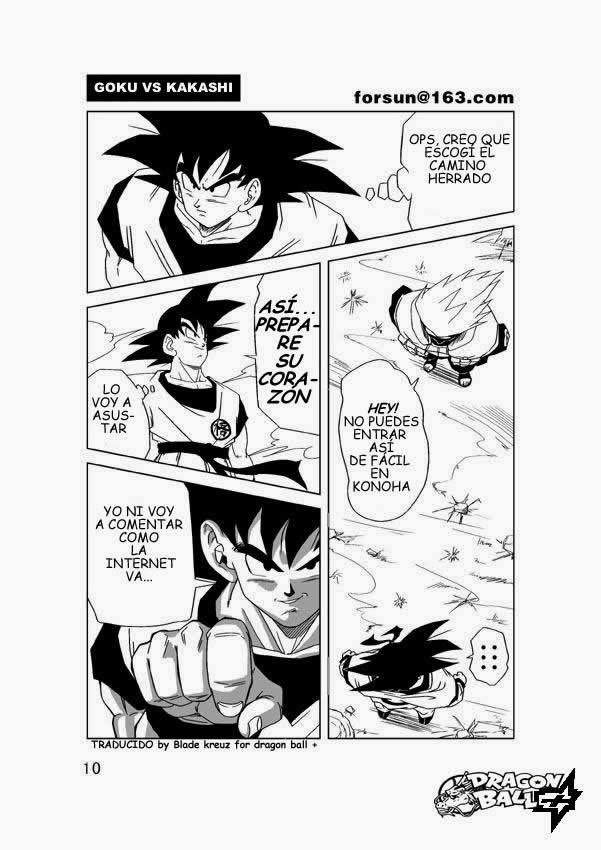 GOKU VS KAKASHI
forsun@163.com
OPS, CREO QUE
ESCOGÍ EL
CAMINO
HERRADO
HEY!
NO PUEDES
ENTRAR
ASÍ
DE FÁCIL
EN
KONOHA
......
ASÍ...
PREPA-
RE
SU
CORA-
ZON
LO
VOY A
ASUS-
TAR
悟
YO NI VOY
A COMENTAR
COMO
LA
INTERNET
VA...
TRADUCIDO by Blade kreuz for dragon ball +
10
DRAGON
BALL